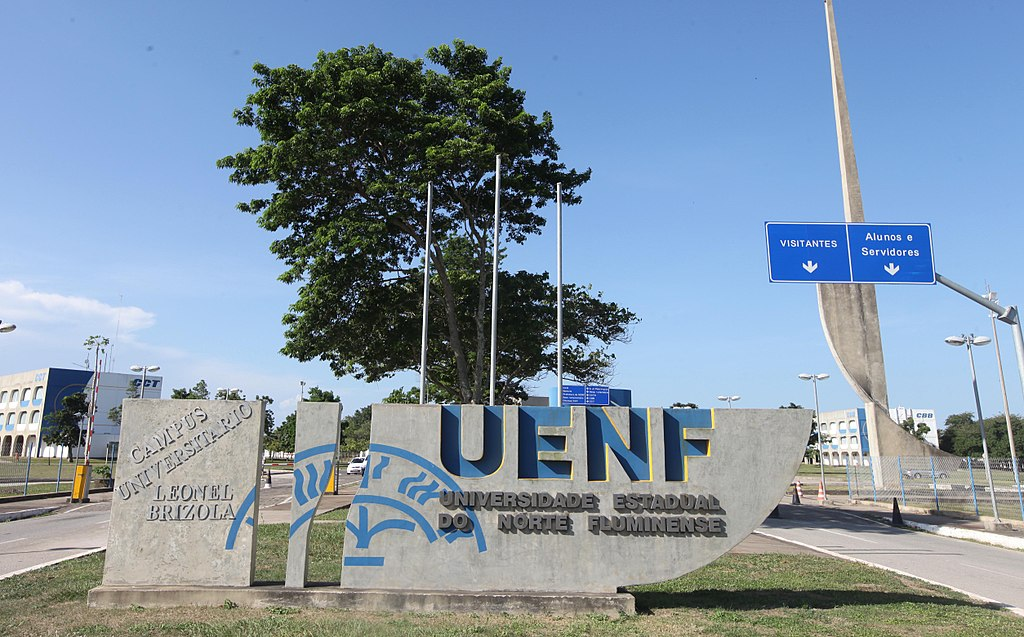 VISITANTES
Alunos e
Servidores
CCT
CBB
CAMPUS
UNIVERSITÁRIO
LEONEL
BRIZOLA
UENF
UNIVERSIDADE ESTADUAL
DO NORTE FLUMINENSE